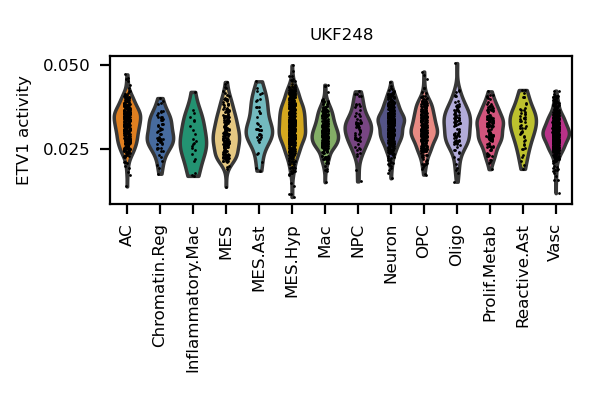 UKF248
ETV1 activity
0.050
0.025
AC
Chromatin.Reg
Inflammatory.Mac
MES
MES.Ast
MES.Hyp
Mac
NPC
Neuron
OPC
Oligo
Prolif.Metab
Reactive.Ast
Vasc